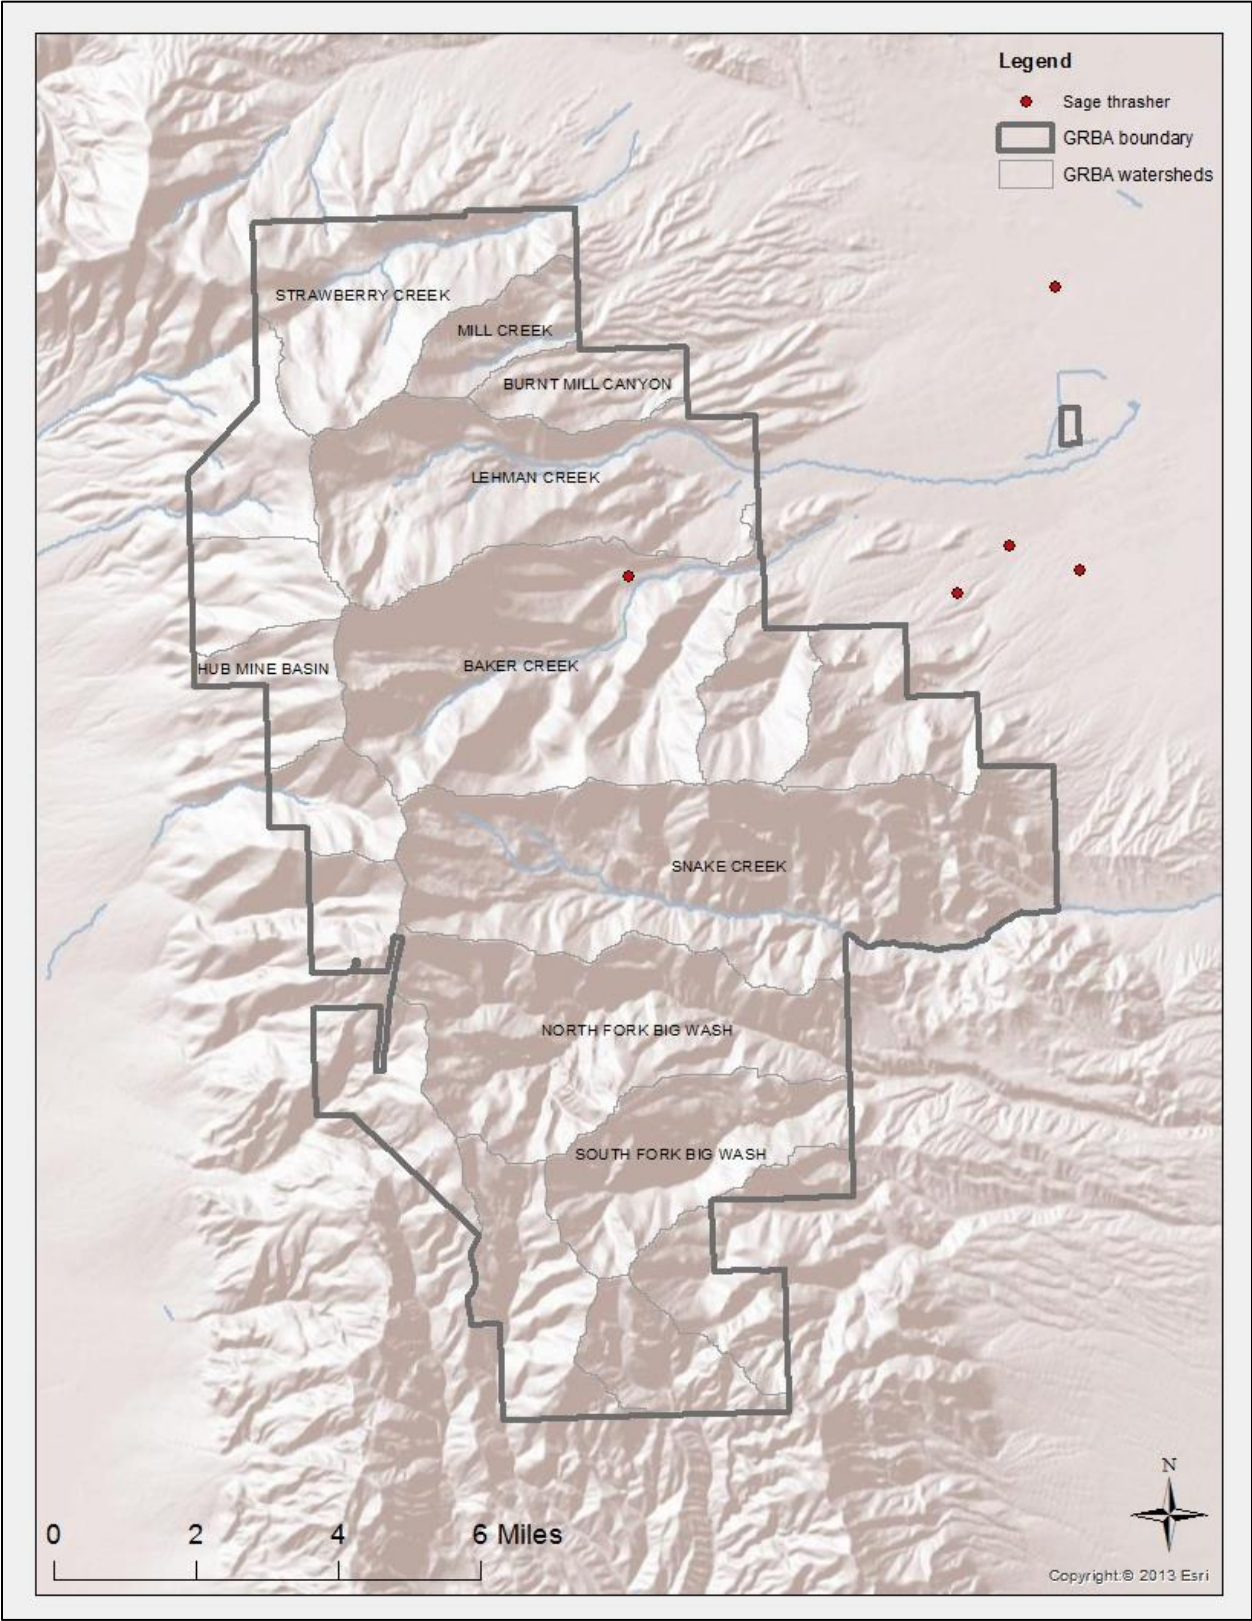 Legend
Sage thrasher
GRBA boundary
GRBA watersheds
STRAWBERRY CREEK
MILL CREEK
BURNT MILL CANYON
LEHMAN CREEK
BAKER CREEK
HUB MINE BASIN
SNAKE CREEK
NORTH FORK BIG WASH
SOUTH FORK BIG WASH
N
0 2 4 6 Miles
Copyright:© 2013 Esri